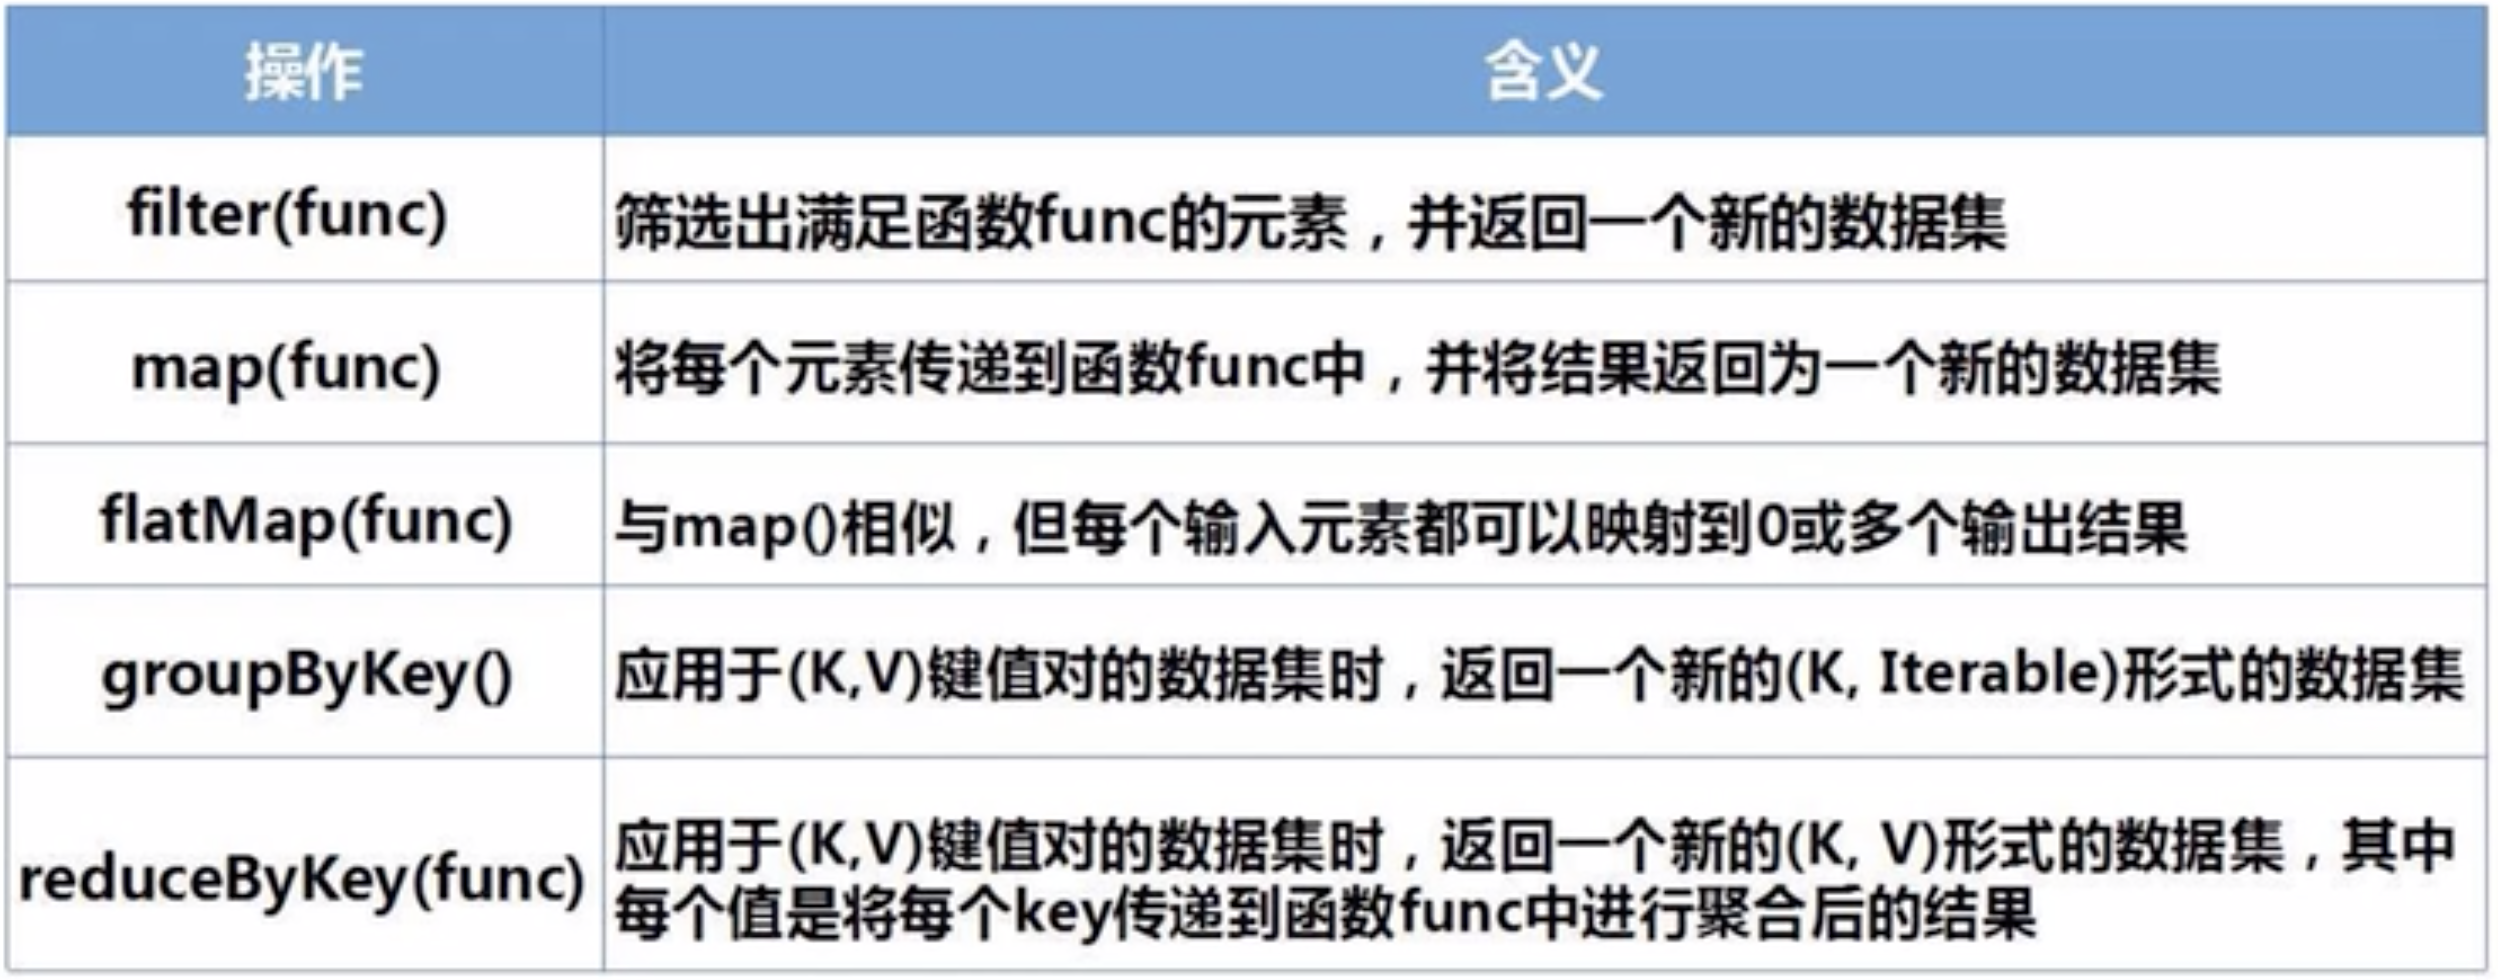 操作
含义
filter(func)
筛选出满足函数func的元素，并返回一个新的数据集
map(func)
将每个元素传递到函数func中，并将结果返回为一个新的数据集
flatMap(func)
与map()相似，但每个输入元素都可以映射到0或多个输出结果
groupByKey()
应用于(K,V)键值对的数据集时，返回一个新的(K, Iterable)形式的数据集
reduceByKey(func)
应用于(K,V)键值对的数据集时，返回一个新的(K, V)形式的数据集，其中
每个值是将每个key传递到函数func中进行聚合后的结果